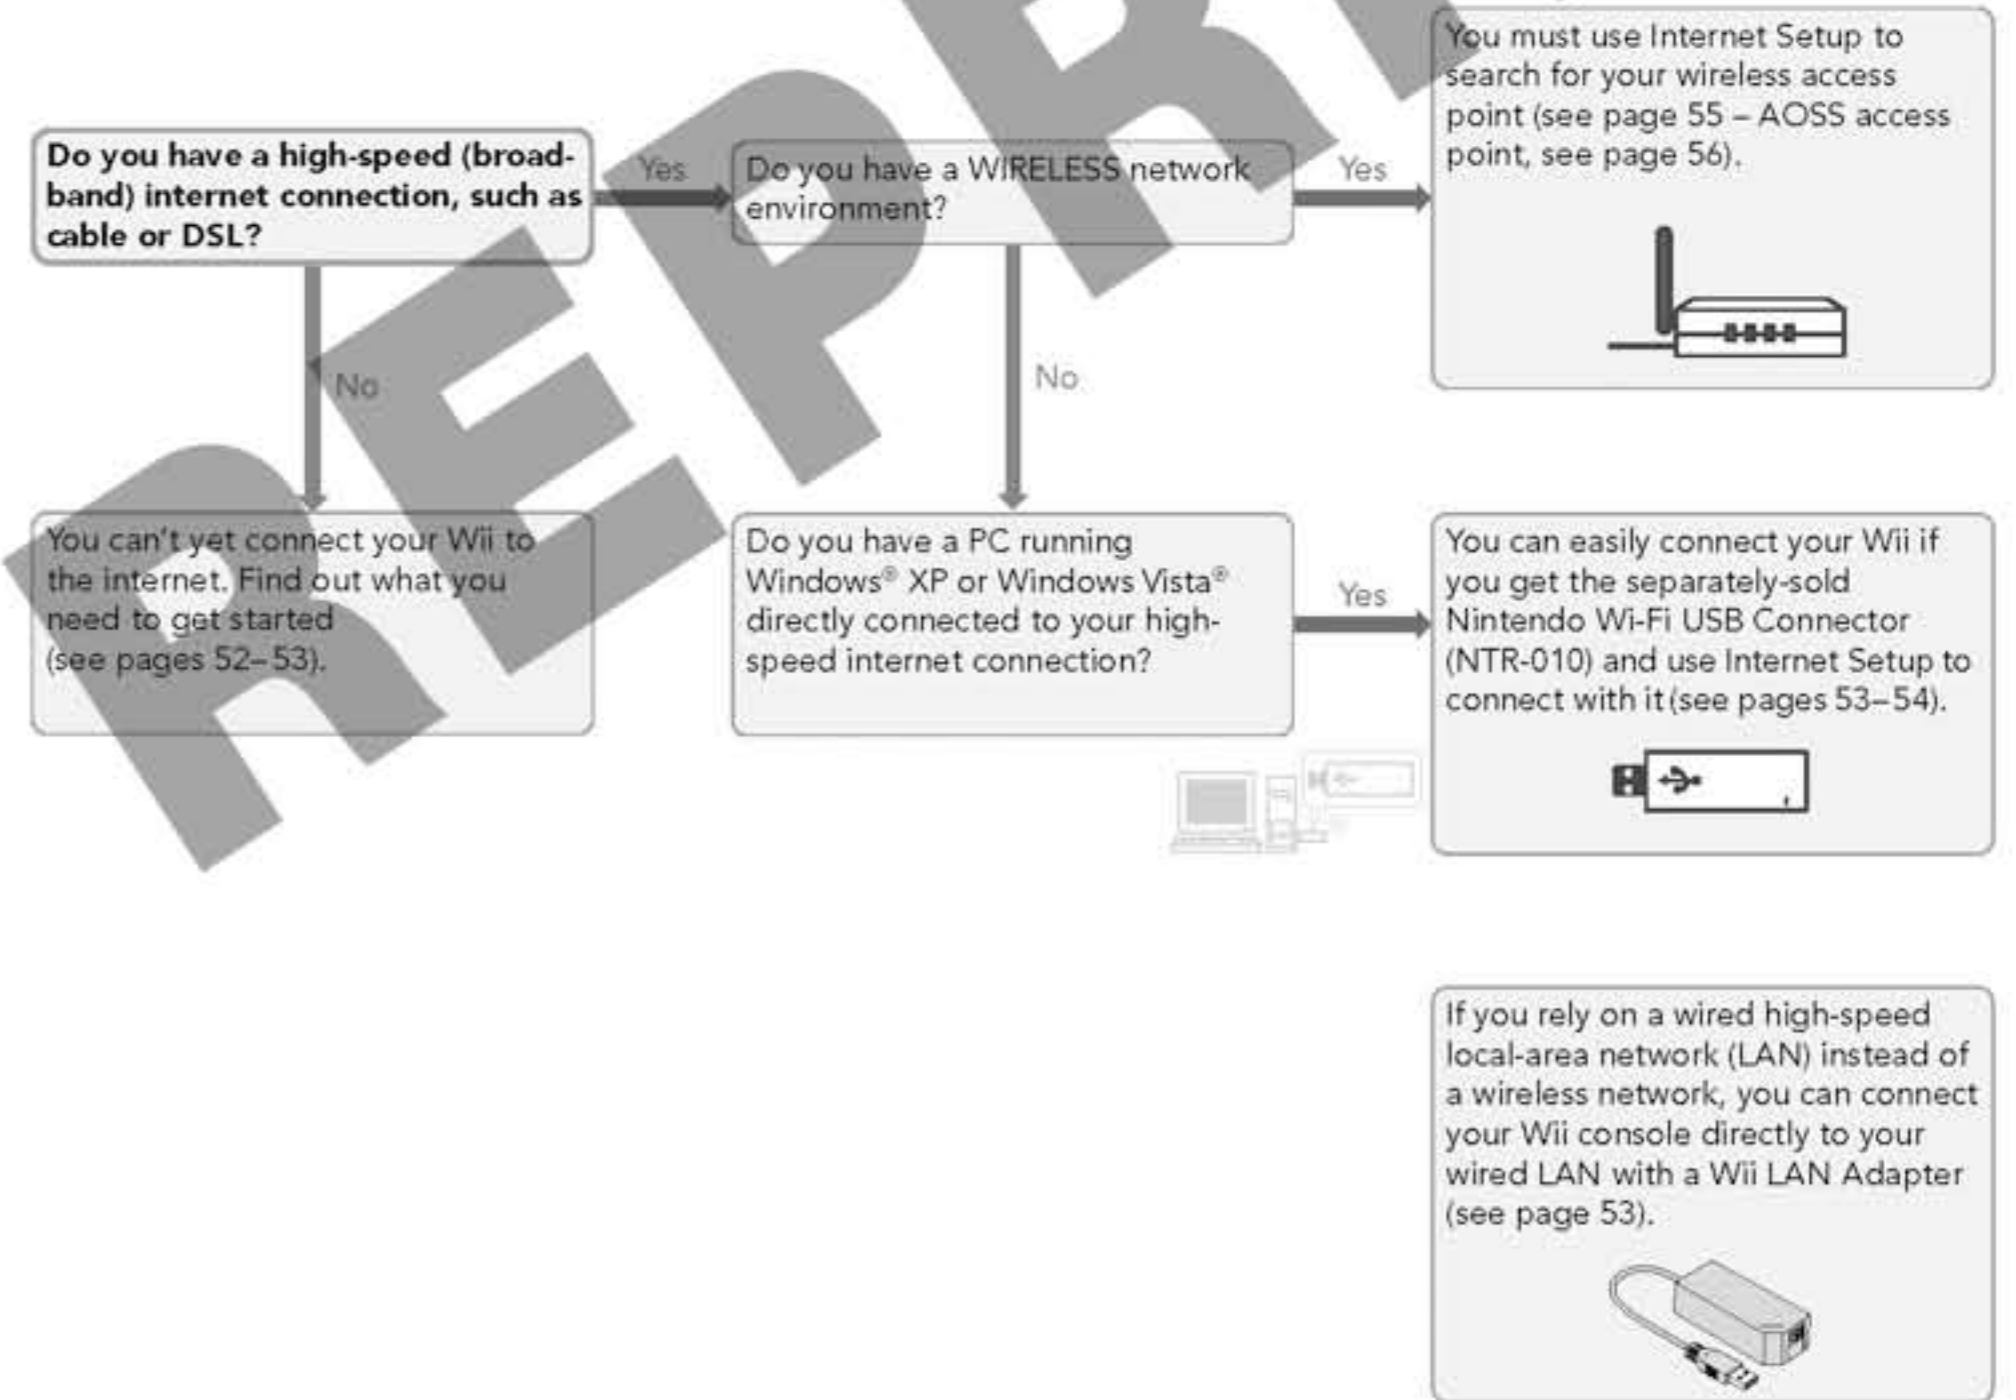 You must use Internet Setup to
search for your wireless access
point (see page 55 – AOSS access
point, see page 56).
Do you have a high-speed (broad-
band) internet connection, such as
cable or DSL?
Yes
Do you have a WIRELESS network
environment?
Yes
No
No
You can't yet connect your Wii to
the internet. Find out what you
need to get started
(see pages 52–53).
Do you have a PC running
Windows® XP or Windows Vista®
directly connected to your high-
speed internet connection?
Yes
You can easily connect your Wii if
you get the separately-sold
Nintendo Wi-Fi USB Connector
(NTR-010) and use Internet Setup to
connect with it (see pages 53–54).
If you rely on a wired high-speed
local-area network (LAN) instead of
a wireless network, you can connect
your Wii console directly to your
wired LAN with a Wii LAN Adapter
(see page 53).